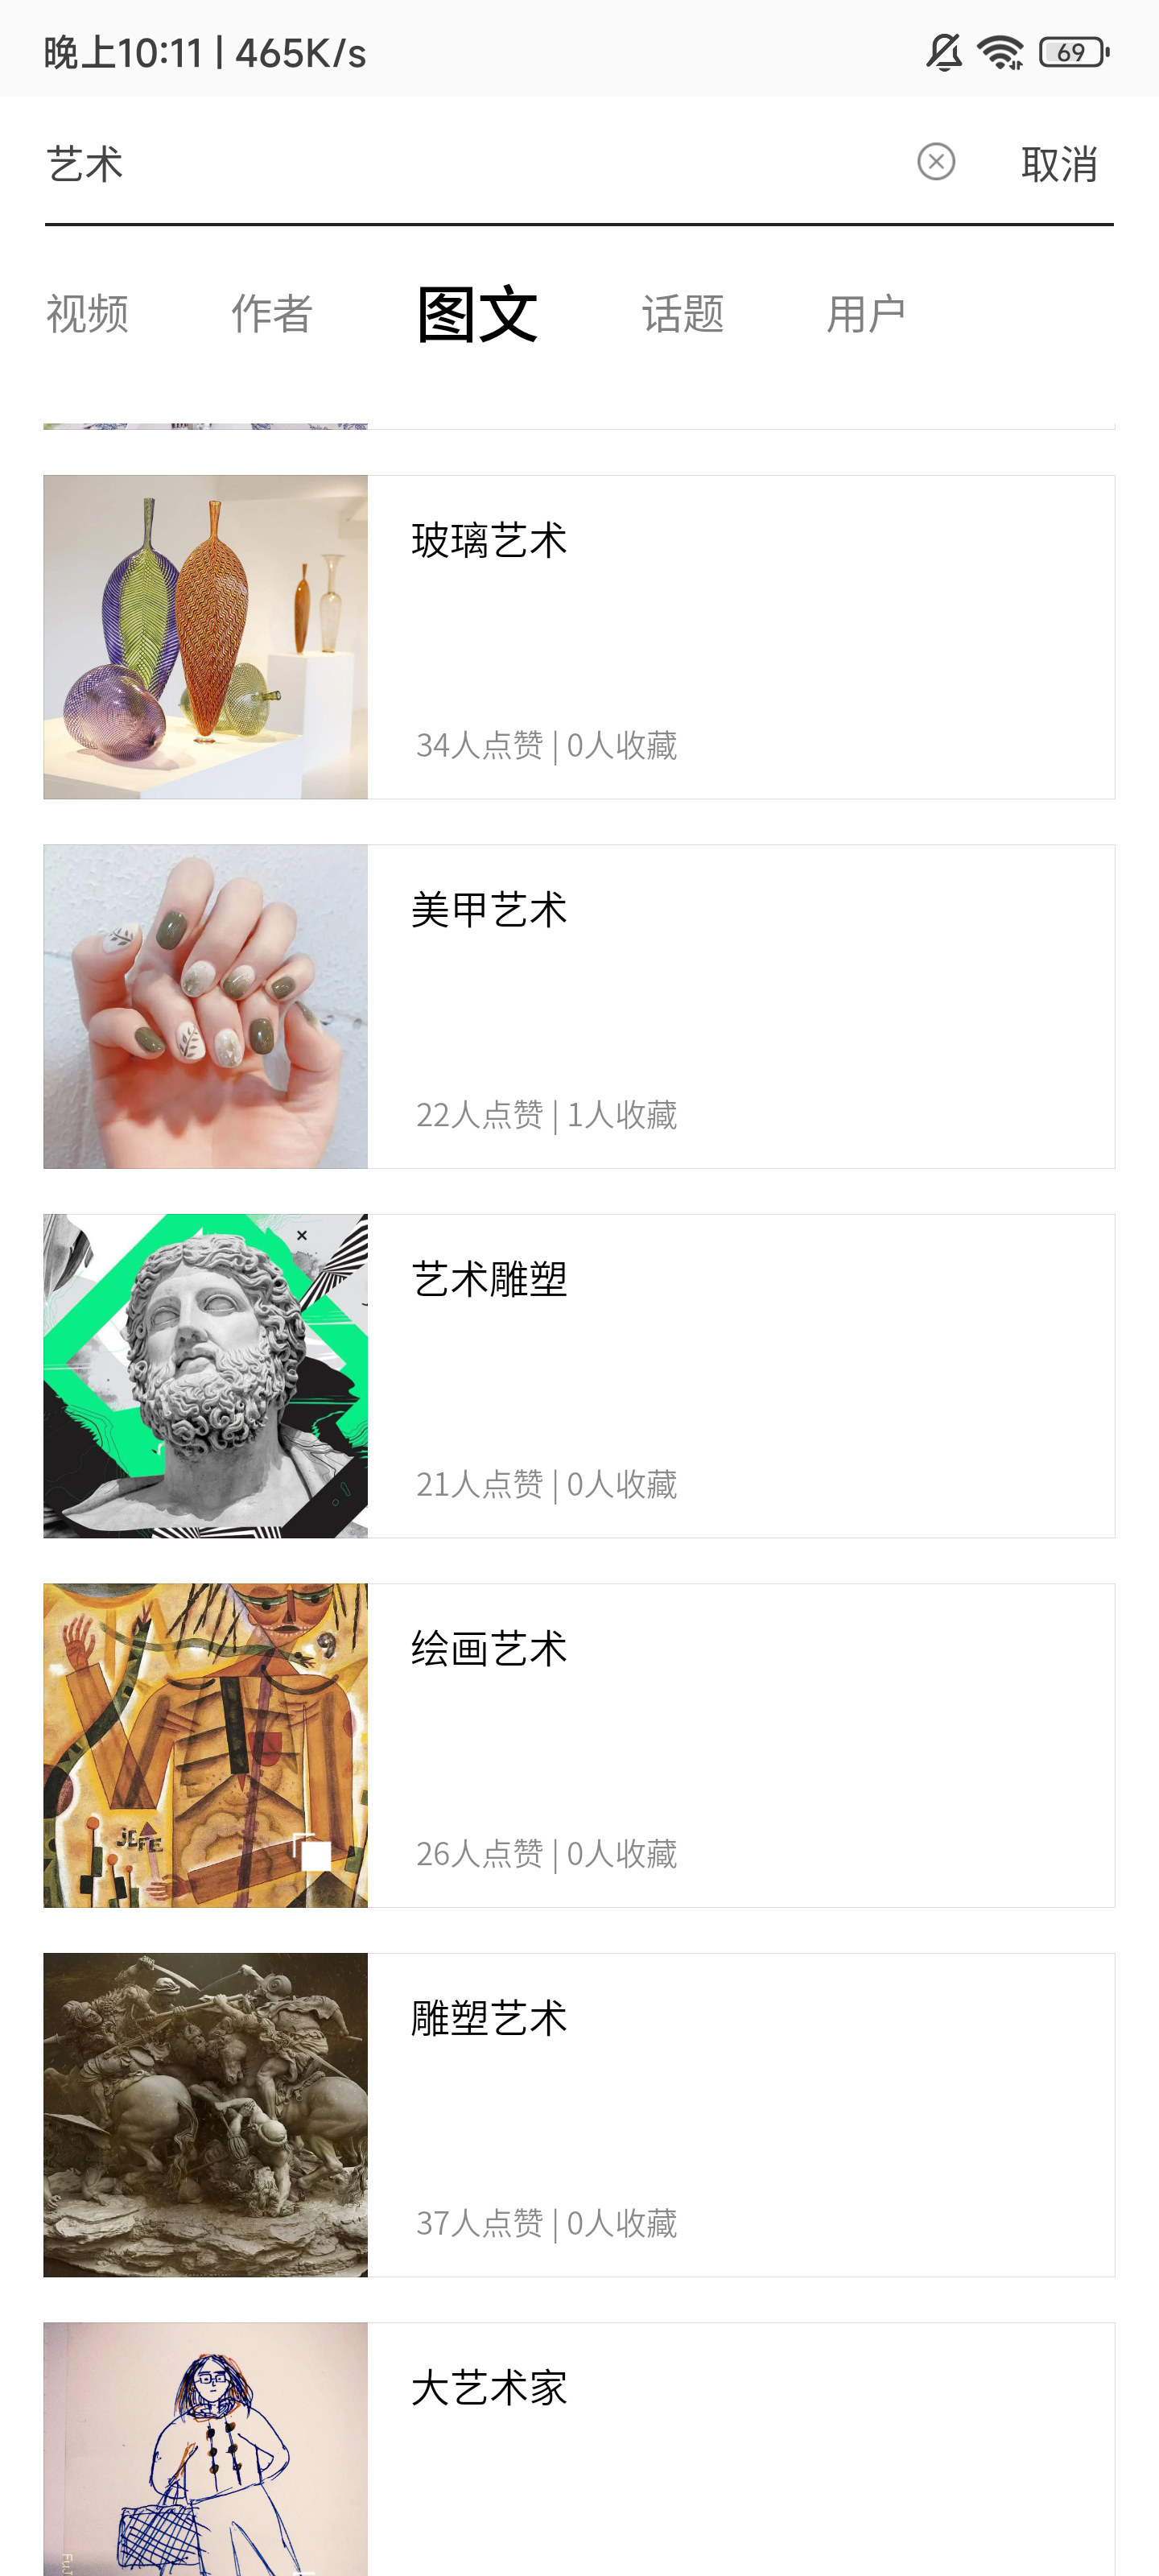 晚上10:11 | 465K/s
69
艺术
取消
视频 作者 图文 话题 用户
玻璃艺术
34人点赞 | 0人收藏
美甲艺术
22人点赞 | 1人收藏
艺术雕塑
21人点赞 | 0人收藏
绘画艺术
JEFE
26人点赞 | 0人收藏
雕塑艺术
37人点赞 | 0人收藏
大艺术家